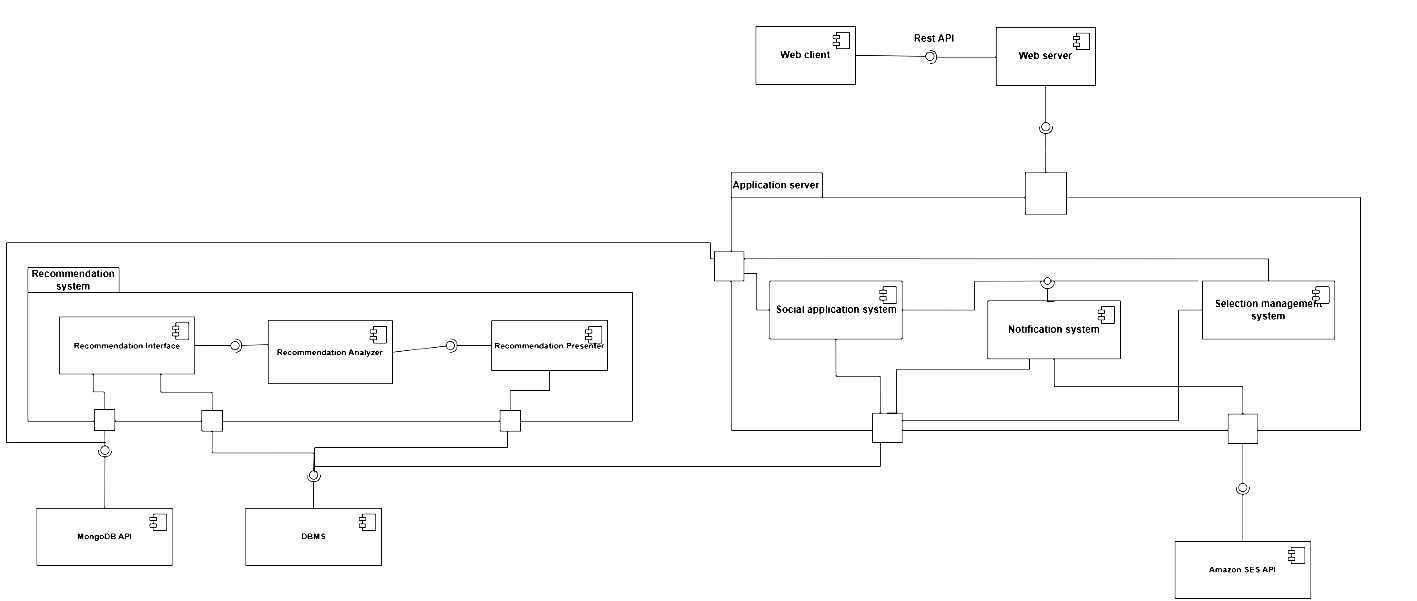 Rest API
Web client
Web server
Application server
Recommendation
system
Social application system
Selection management
system
Notification system
Recommendation Interface
Recommendation Analyzer
Recommendation Presenter
MongoDB API
DBMS
Amazon SES API